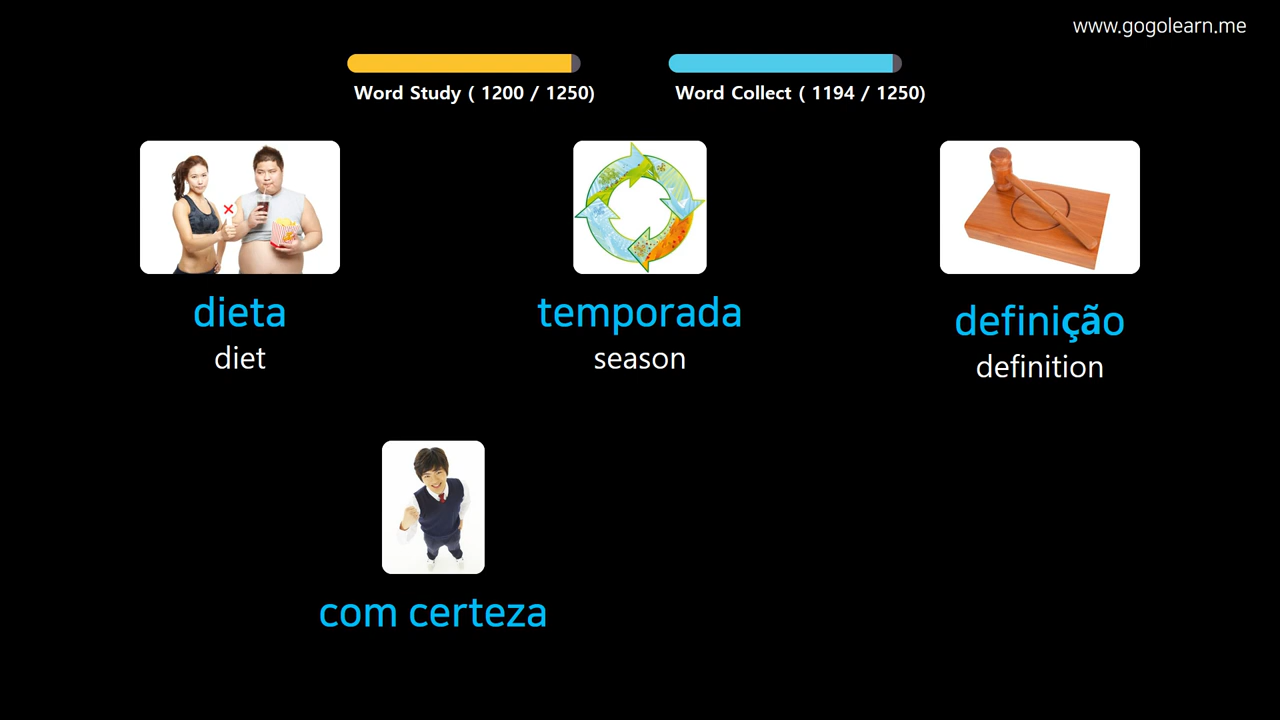 www.gogolearn.me
Word Study ( 1200 / 1250)
Word Collect ( 1194 / 1250)
dieta
diet
temporada
season
definição
definition
com certeza